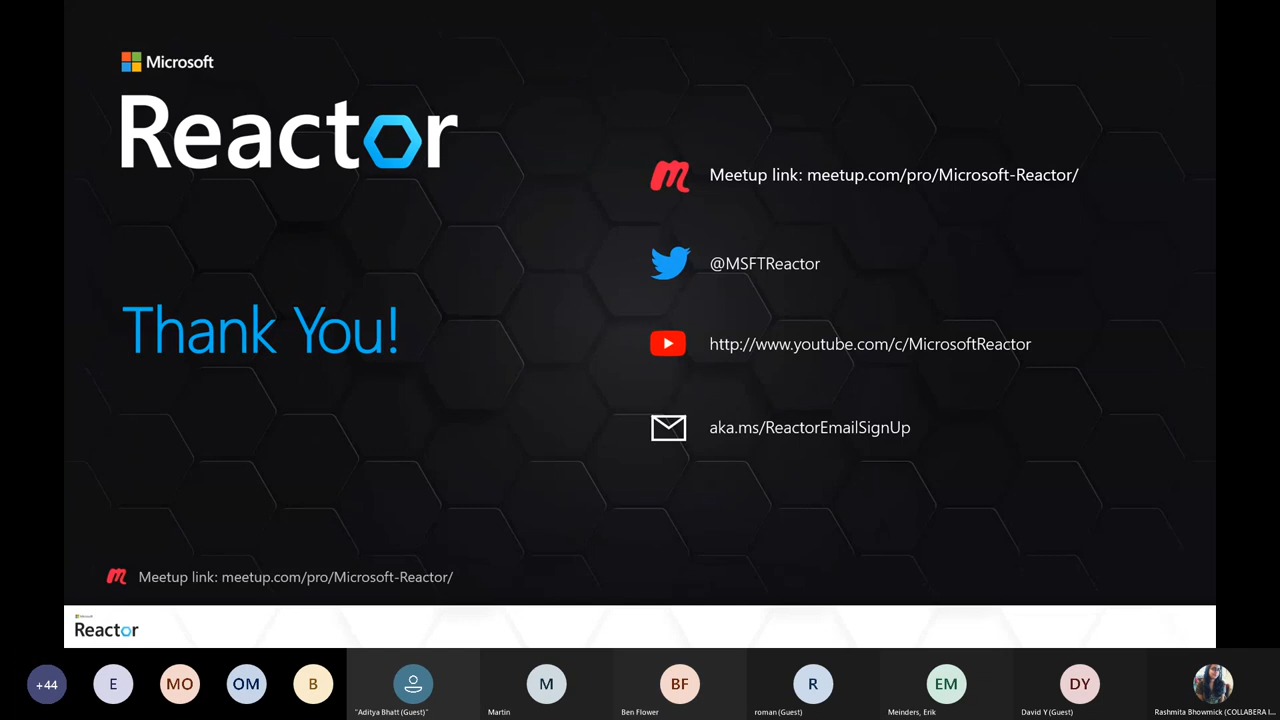 Microsoft
Reactor
Thank You!
Meetup link: meetup.com/pro/Microsoft-Reactor/
@MSFTReactor
http://www.youtube.com/c/MicrosoftReactor
aka.ms/ReactorEmailSignUp
Meetup link: meetup.com/pro/Microsoft-Reactor/
Microsoft
Reactor
+44
E
MO
OM
B
M
BF
R
EM
DY
"Aditya Bhatt (Guest)"
Martin
Ben Flower
roman (Guest)
Meinders, Erik
David Y (Guest)
Rashmita Bhowmick (COLLABERA I...